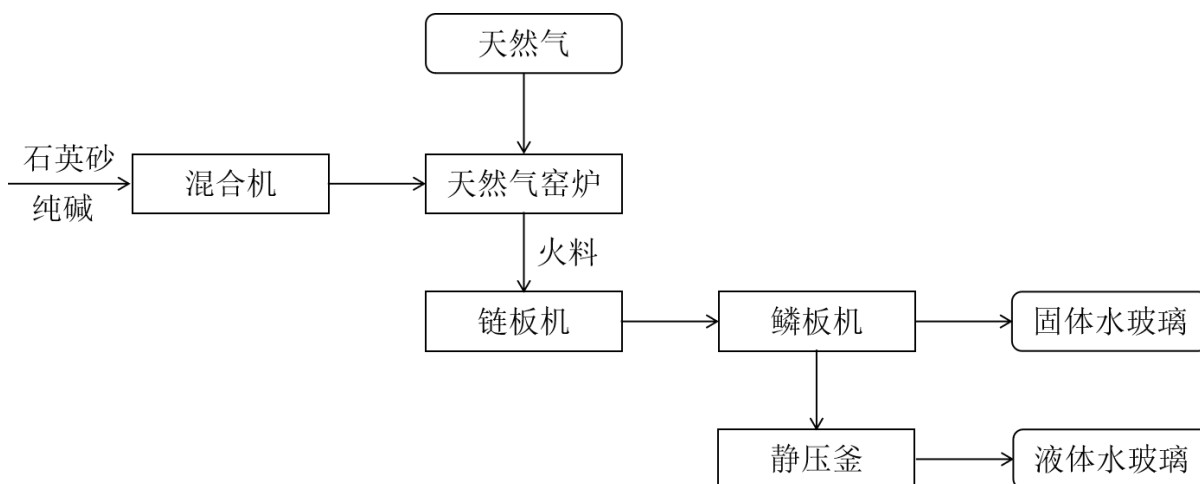 天然气
石英砂
纯碱
混合机
天然气窑炉
火料
链板机
鳞板机
固体水玻璃
静压釜
液体水玻璃